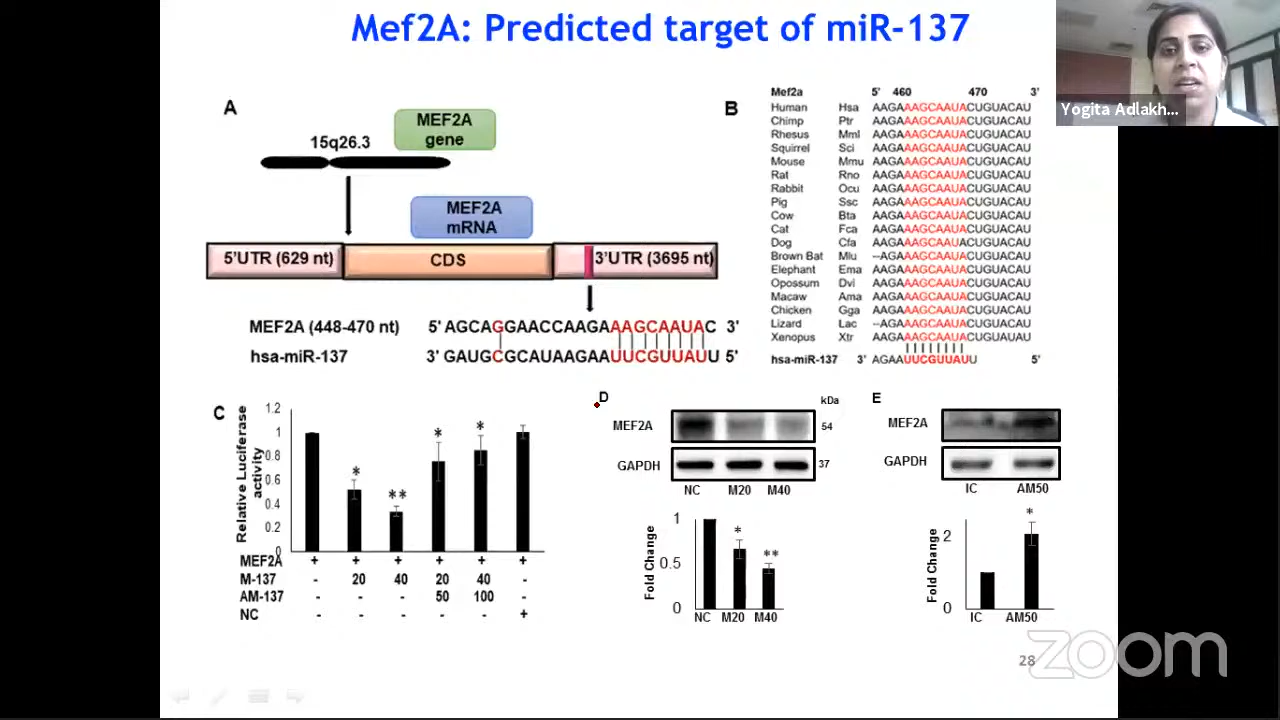 Mef2A: Predicted target of miR-137
Yogita Adlakh...
A
MEF2A
gene
15q26.3
MEF2A
mRNA
5'UTR (629 nt)
CDS
3'UTR (3695 nt)
MEF2A (448-470 nt) 5' AGCAGGAACCAAGAAAGCAAUAC 3'
hsa-miR-137 3' GAUGCGCAUAAGAAUUCGUUAUU 5'
B
Mef2a 5' 460 470 3'
Human Hsa AAGAAAGCAAUACUGUACAU
Chimp Ptr AAGAAAGCAAUACUGUACAU
Rhesus Mml AAGAAAGCAAUACUGUACAU
Squirrel Sci AAGAAAGCAAUACUGUACAU
Mouse Mmu AAGAAAGCAAUACUGUACAU
Rat Rno AAGAAAGCAAUACUGUACAU
Rabbit Ocu AAGAAAGCAAUACUGUACAU
Pig Ssc AAGAAAGCAAUACUGUACAU
Cow Bta AAGAAAGCAAUACUGUACAU
Cat Fca AAGAAAGCAAUACUGUACAU
Dog Cfa AAGAAAGCAAUACUGUACAU
Brown Bat Mlu --AGAAAGCAAUACUGUACAU
Elephant Ema AAGAAAGCAAUACUGUACAU
Opossum Dvi AAGAAAGCAAUACUGUACAU
Macaw Ama AAGAAAGCAAUACUGUACAU
Chicken Gga AAGAAAGCAAUACUGUACAU
Lizard Lac --AGAAAGCAAUACUGUACAU
Xenopus Xtr AAGAAAGCAAUACUGUAUAU
hsa-miR-137 3' AGAAUUCGUUAUU 5'
C
Relative Luciferase
activity
1.2
1
0.8
0.6
0.4
0.2
0
* ** * *
MEF2A + + + + + +
M-137 - 20 40 20 40 -
AM-137 - - - 50 100 -
NC - - - - - +
D
kDa
MEF2A 54
GAPDH 37
NC M20 M40
Fold Change
1
0.5
0
* **
NC M20 M40
E
MEF2A
GAPDH
IC AM50
Fold Change
2
0
*
IC AM50
28
zoom